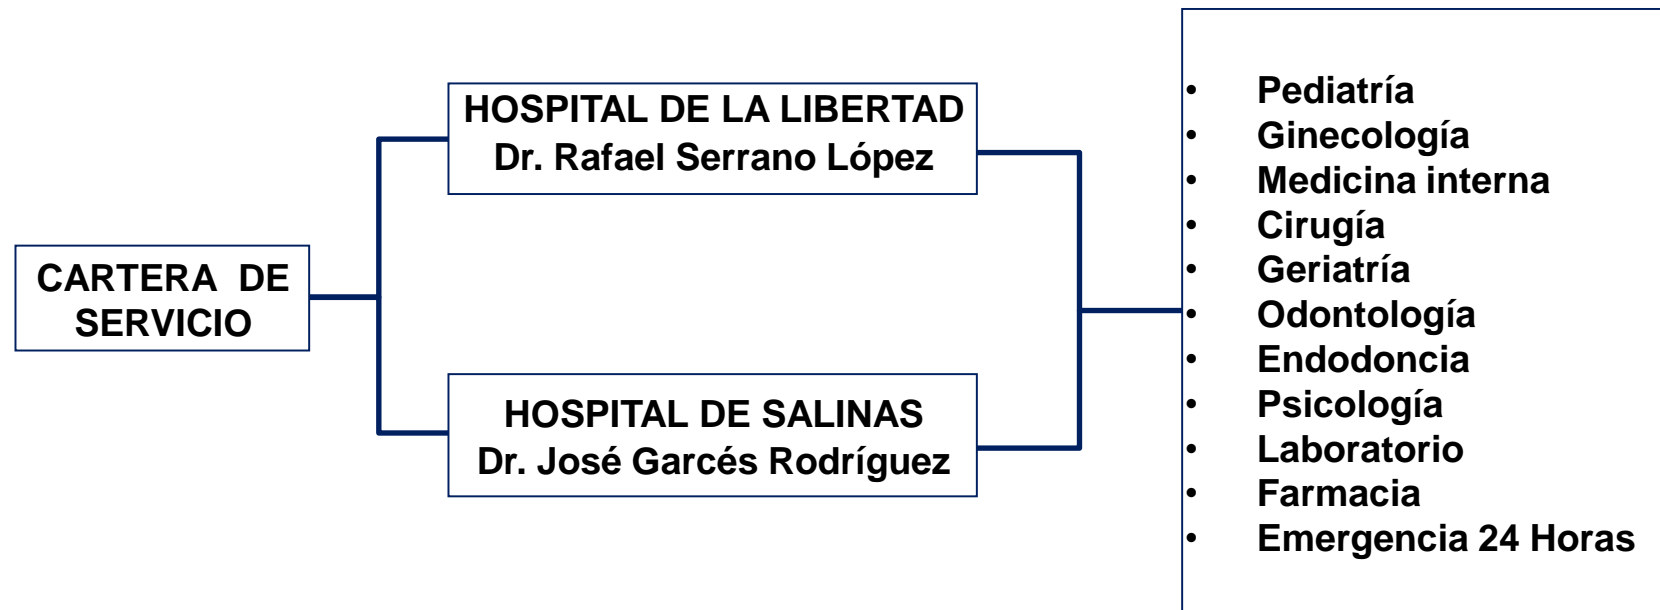 CARTERA DE
SERVICIO
HOSPITAL DE LA LIBERTAD
Dr. Rafael Serrano López
HOSPITAL DE SALINAS
Dr. José Garcés Rodríguez
• Pediatría
• Ginecología
• Medicina interna
• Cirugía
• Geriatría
• Odontología
• Endodoncia
• Psicología
• Laboratorio
• Farmacia
• Emergencia 24 Horas